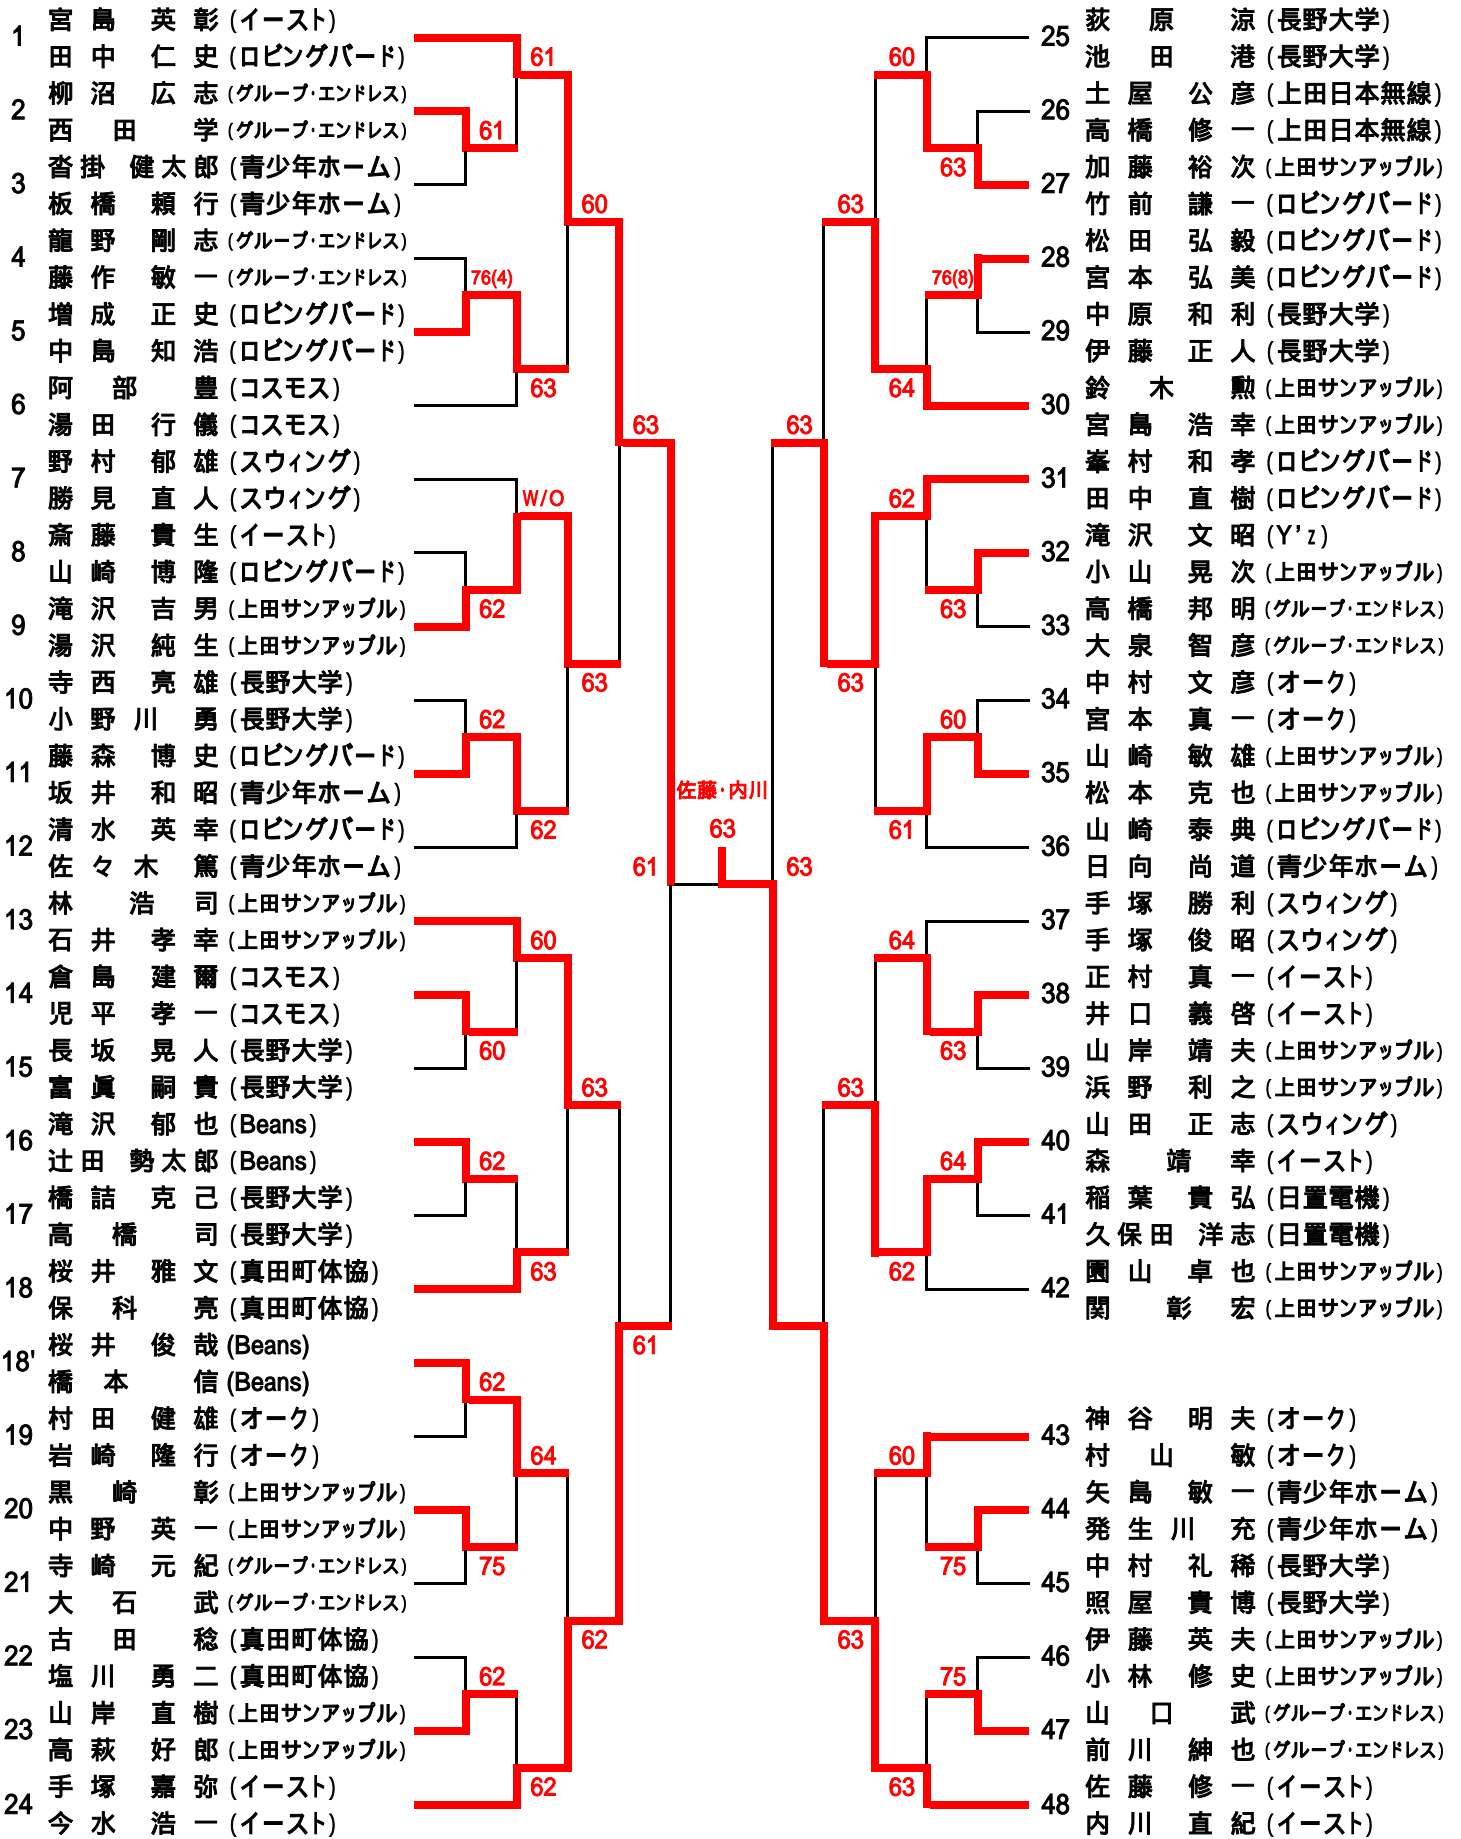 1 宮島 英彰 (イースト)
田中 仁史 (ロビングバード)
2 柳沼 広志 (グループ・エンドレス)
西田 学 (グループ・エンドレス)
3 沓掛 健太郎 (青少年ホーム)
板橋 頼行 (青少年ホーム)
4 龍野 剛志 (グループ・エンドレス)
藤作 敏一 (グループ・エンドレス)
5 増成 正史 (ロビングバード)
中島 知浩 (ロビングバード)
6 阿部 豊 (コスモス)
湯田 行儀 (コスモス)
7 野村 郁雄 (スウィング)
勝見 直人 (スウィング)
8 斎藤 貴生 (イースト)
山崎 博隆 (ロビングバード)
9 滝沢 吉男 (上田サンアップル)
湯沢 純生 (上田サンアップル)
10 寺西 亮雄 (長野大学)
小野川 勇 (長野大学)
11 藤森 博史 (ロビングバード)
坂井 和昭 (青少年ホーム)
12 清水 英幸 (ロビングバード)
佐々木 篤 (青少年ホーム)
13 林 浩司 (上田サンアップル)
石井 孝幸 (上田サンアップル)
14 倉島 建爾 (コスモス)
児平 孝一 (コスモス)
15 長坂 晃人 (長野大学)
富眞 嗣貴 (長野大学)
16 滝沢 郁也 (Beans)
辻田 勢太郎 (Beans)
17 橋詰 克己 (長野大学)
高橋 司 (長野大学)
18 桜井 雅文 (真田町体協)
保科 亮 (真田町体協)
18' 桜井 俊哉 (Beans)
橋本 信 (Beans)
19 村田 健雄 (オーク)
岩崎 隆行 (オーク)
20 黒崎 彰 (上田サンアップル)
中野 英一 (上田サンアップル)
21 寺崎 元紀 (グループ・エンドレス)
大石 武 (グループ・エンドレス)
22 古田 稔 (真田町体協)
塩川 勇二 (真田町体協)
23 山岸 直樹 (上田サンアップル)
高萩 好郎 (上田サンアップル)
24 手塚 嘉弥 (イースト)
今水 浩一 (イースト)
61
61
60
76(4)
63
63
W/O
62
63
62
62
61
60
60
63
62
63
61
62
64
75
62
62
62
佐藤・内川
63
60
63
63
76(8)
64
63
62
63
63
60
61
63
64
63
63
64
62
60
75
63
75
63
25 荻原 涼 (長野大学)
池田 港 (長野大学)
26 土屋 公彦 (上田日本無線)
高橋 修一 (上田日本無線)
27 加藤 裕次 (上田サンアップル)
竹前 謙一 (ロビングバード)
28 松田 弘毅 (ロビングバード)
宮本 弘美 (ロビングバード)
29 中原 和利 (長野大学)
伊藤 正人 (長野大学)
30 鈴木 勲 (上田サンアップル)
宮島 浩幸 (上田サンアップル)
31 峯村 和孝 (ロビングバード)
田中 直樹 (ロビングバード)
32 滝沢 文昭 (Y’z)
小山 晃次 (上田サンアップル)
33 高橋 邦明 (グループ・エンドレス)
大泉 智彦 (グループ・エンドレス)
34 中村 文彦 (オーク)
宮本 真一 (オーク)
35 山崎 敏雄 (上田サンアップル)
松本 克也 (上田サンアップル)
36 山崎 泰典 (ロビングバード)
日向 尚道 (青少年ホーム)
37 手塚 勝利 (スウィング)
手塚 俊昭 (スウィング)
38 正村 真一 (イースト)
井口 義啓 (イースト)
39 山岸 靖夫 (上田サンアップル)
浜野 利之 (上田サンアップル)
40 山田 正志 (スウィング)
森 靖幸 (イースト)
41 稲葉 貴弘 (日置電機)
久保田 洋志 (日置電機)
42 園山 卓也 (上田サンアップル)
関 彰宏 (上田サンアップル)
43 神谷 明夫 (オーク)
村山 敏 (オーク)
44 矢島 敏一 (青少年ホーム)
発生川 充 (青少年ホーム)
45 中村 礼稀 (長野大学)
照屋 貴博 (長野大学)
46 伊藤 英夫 (上田サンアップル)
小林 修史 (上田サンアップル)
47 山口 武 (グループ・エンドレス)
前川 紳也 (グループ・エンドレス)
48 佐藤 修一 (イースト)
内川 直紀 (イースト)